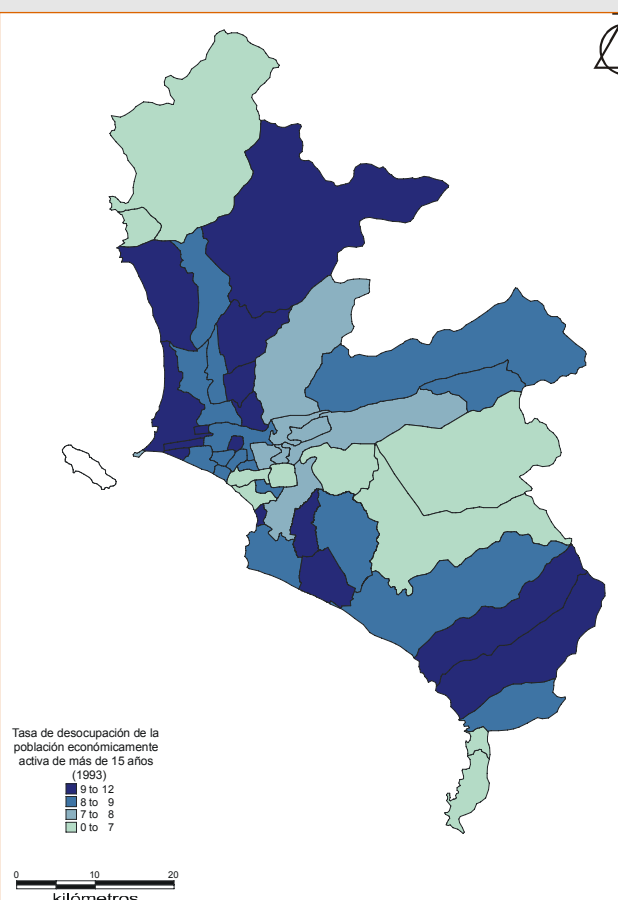 Tasa de desocupación de la
población económicamente
activa de más de 15 años
(1993)
9 to 12
8 to 9
7 to 8
0 to 7
0 10 20
kilómetros